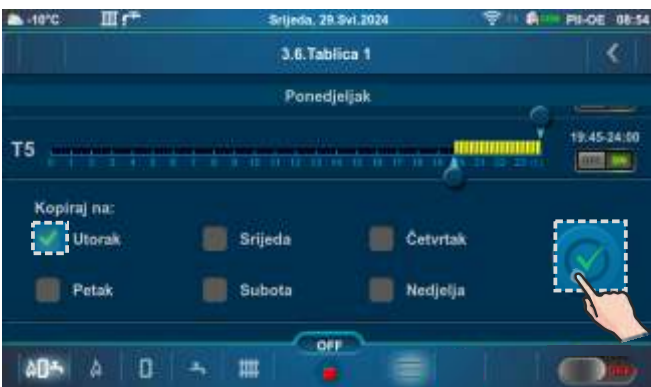 -10°C Srijeda, 29.Svi.2024 PII-OE 08:54
3.6.Tablica 1
Ponedjeljak
T5 19:45-24:00
OFF ON
Kopiraj na:
Utorak Srijeda Četvrtak
Petak Subota Nedjelja
OFF
OFF